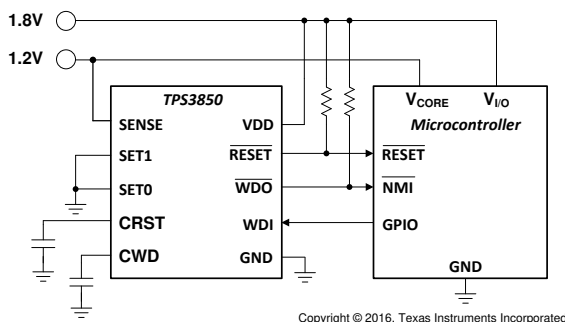 1.8V
1.2V
TPS3850
SENSE
VDD
SET1
RESET
SET0
WDO
CRST
WDI
CWD
GND
VCORE
VI/O
Microcontroller
RESET
NMI
GPIO
GND
Copyright © 2016, Texas Instruments Incorporated